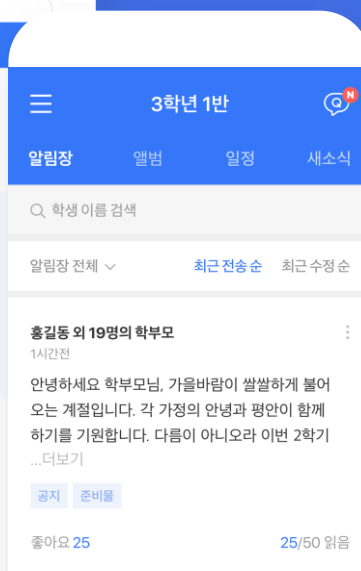 3학년 1반
Q N
알림장 앨범 일정 새소식
학생 이름 검색
알림장 전체 최근 전송 순 최근 수정 순
홍길동 외 19명의 학부모
1시간전
안녕하세요 학부모님, 가을바람이 쌀쌀하게 불어
오는 계절입니다. 각 가정의 안녕과 평안이 함께
하기를 기원합니다. 다름이 아니오라 이번 2학기
...더보기
공지 준비물
좋아요 25 25/50 읽음